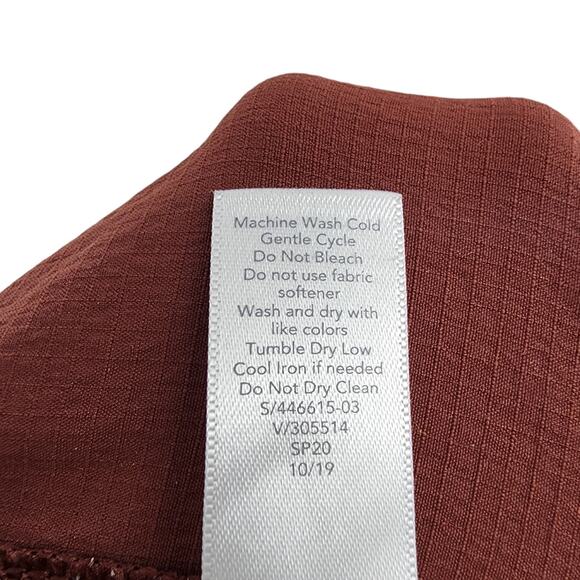 Machine Wash Cold
Gentle Cycle
Do Not Bleach
Do not use fabric
softener
Wash and dry with
like colors
Tumble Dry Low
Cool Iron if needed
Do Not Dry Clean
S/446615-03
V/305514
SP20
10/19